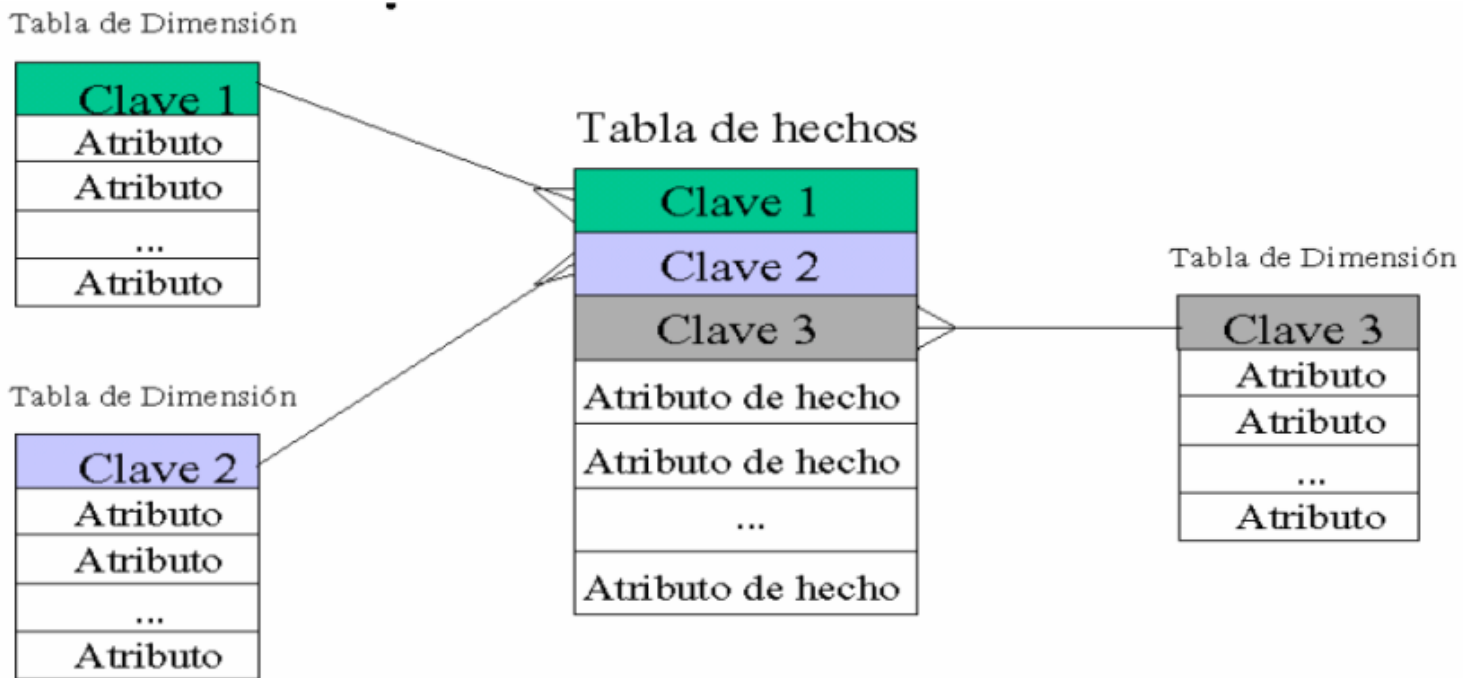 Tabla de Dimensión
Clave 1
Atributo
Atributo
...
Atributo
Tabla de Dimensión
Clave 2
Atributo
Atributo
...
Atributo
Tabla de hechos
Clave 1
Clave 2
Clave 3
Atributo de hecho
Atributo de hecho
...
Atributo de hecho
Tabla de Dimensión
Clave 3
Atributo
Atributo
...
Atributo